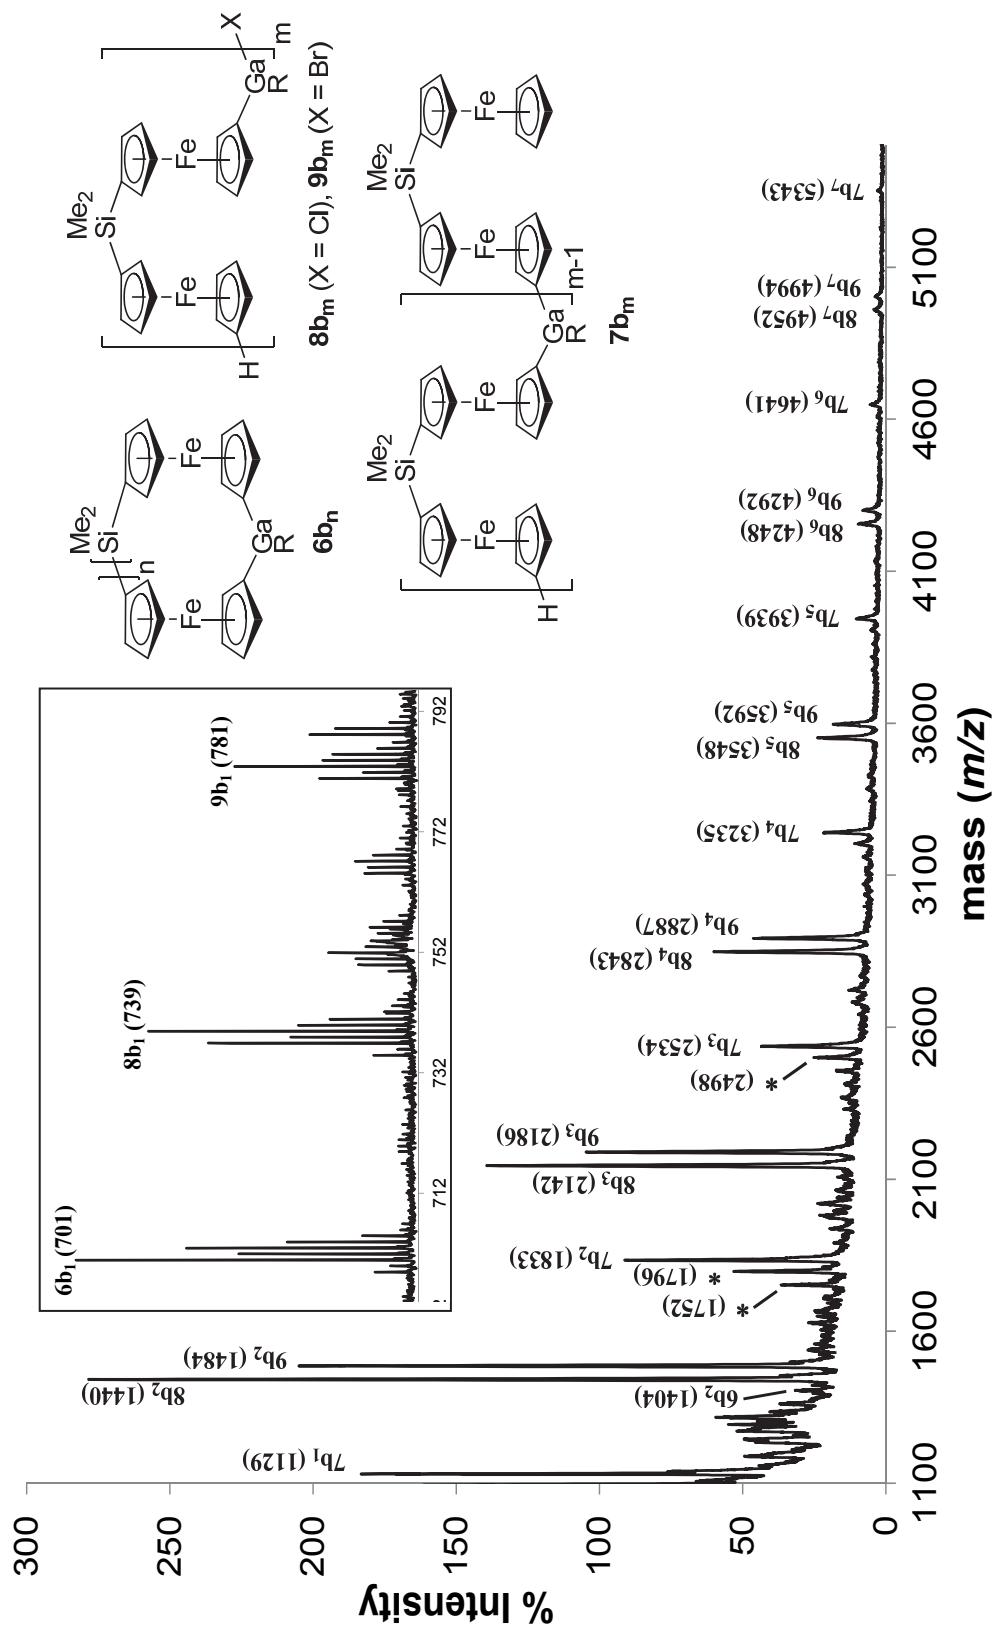 % Intensity
300
250
200
150
100
50
0
1100
1600
2100
2600
3100
3600
4100
4600
5100
mass (m/z)
7b1 (1129)
6b2 (1404)
8b2 (1440)
9b2 (1484)
* (1752)
* (1796)
7b2 (1833)
8b3 (2142)
9b3 (2186)
* (2498)
7b3 (2534)
8b4 (2843)
9b4 (2887)
7b4 (3235)
8b5 (3548)
9b5 (3592)
7b5 (3939)
8b6 (4248)
9b6 (4292)
7b6 (4641)
8b7 (4952)
9b7 (4994)
7b7 (5343)
6b1 (701)
8b1 (739)
9b1 (781)
712
732
752
772
792
Me2
Si
n
Fe
Fe
Ga
R
6bn
Me2
Si
Fe
Fe
H
Ga
R
X
m
8bm (X = Cl), 9bm (X = Br)
Me2
Si
Fe
Fe
H
Ga
R
m-1
Me2
Si
Fe
Fe
7bm